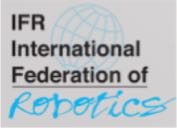 IFR
International
Federation of
Robotics